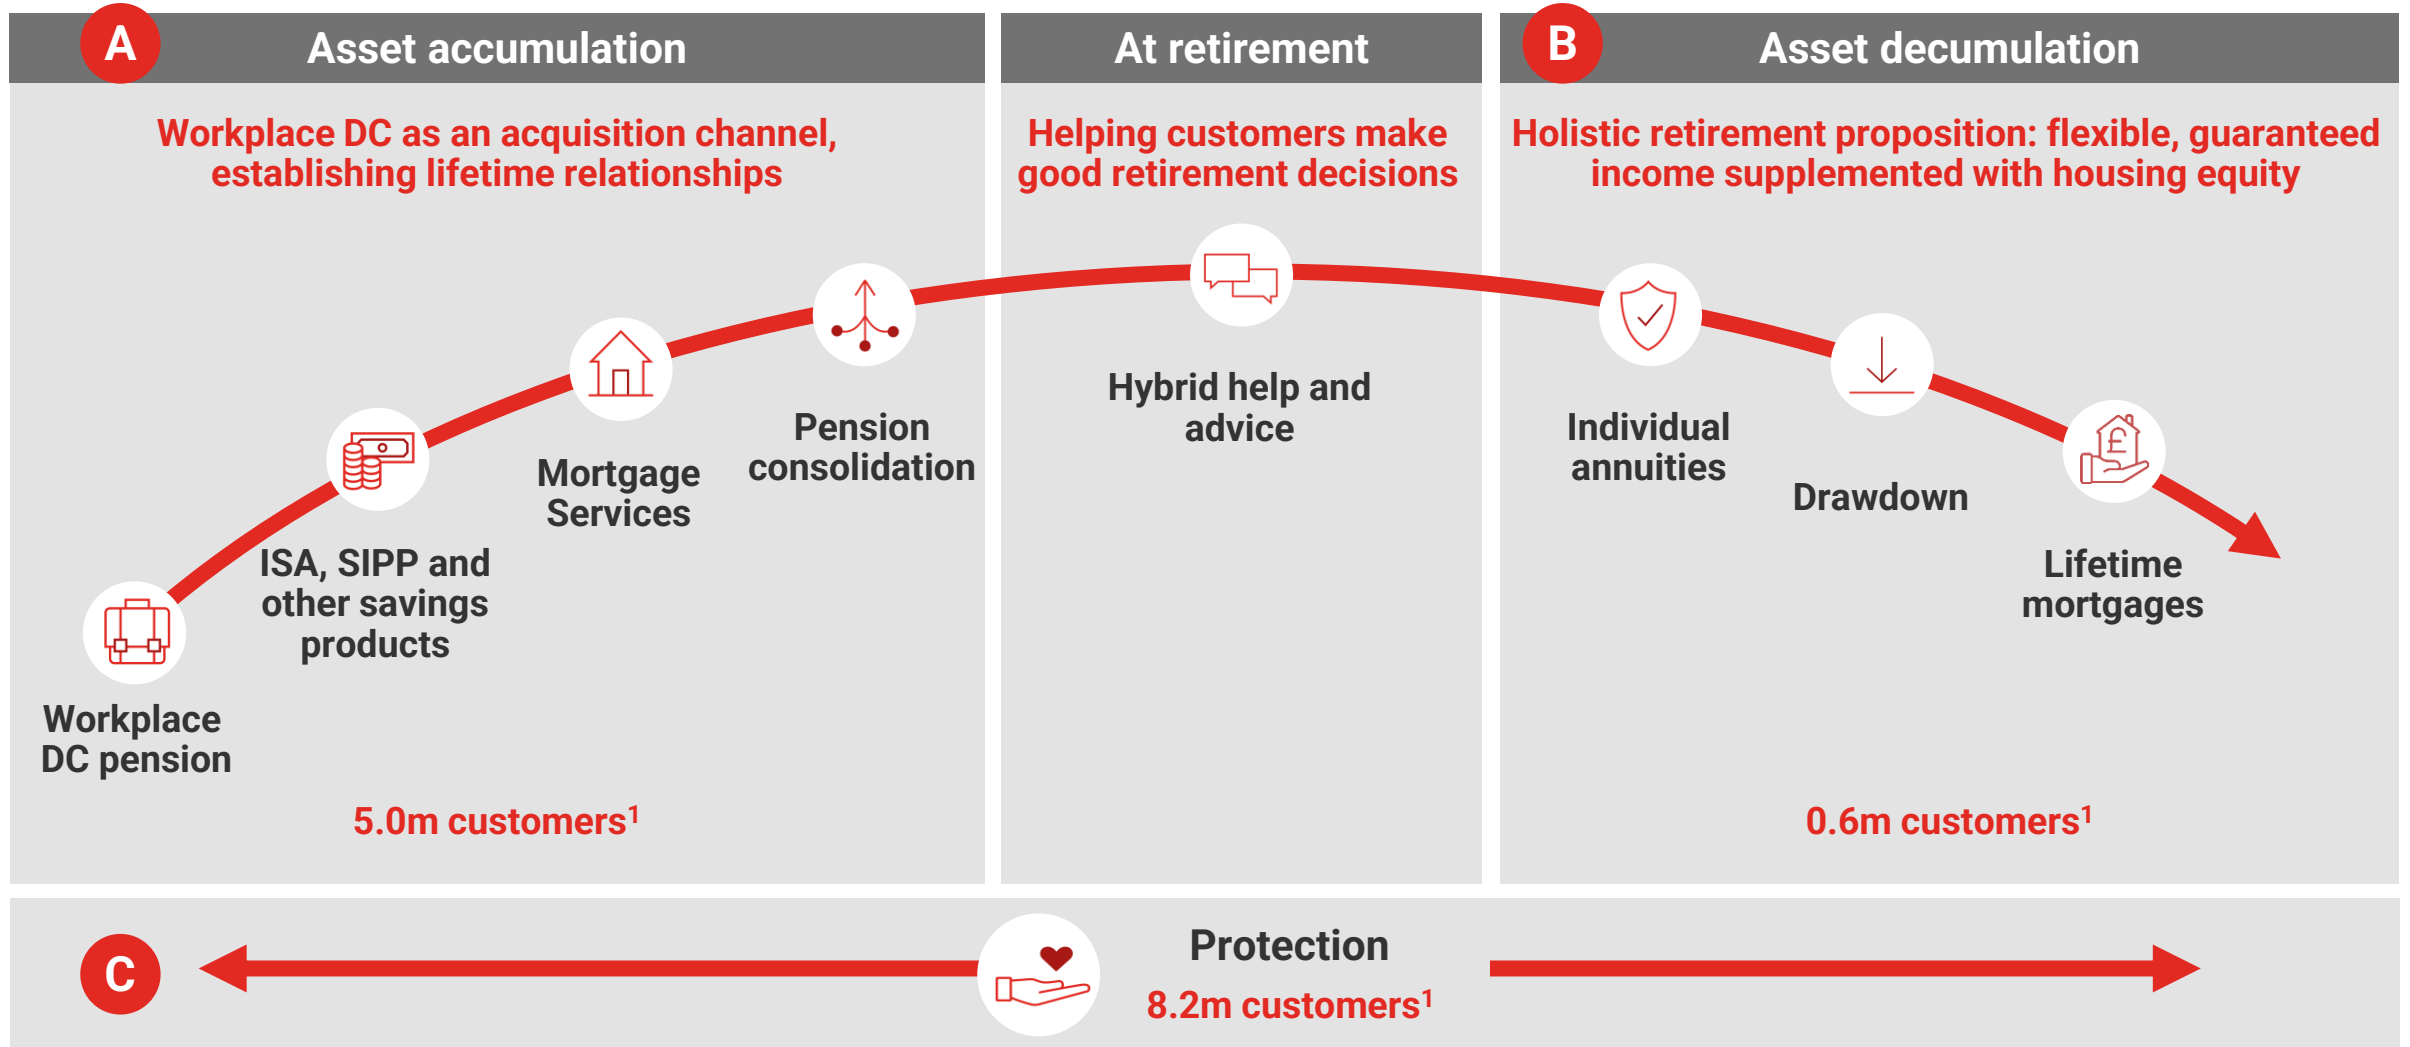 A
Asset accumulation
Workplace DC as an acquisition channel,
establishing lifetime relationships
Workplace
DC pension
ISA, SIPP and
other savings
products
Mortgage
Services
Pension
consolidation
5.0m customers¹
At retirement
Helping customers make
good retirement decisions
Hybrid help and
advice
B
Asset decumulation
Holistic retirement proposition: flexible, guaranteed
income supplemented with housing equity
Individual
annuities
Drawdown
£
Lifetime
mortgages
0.6m customers¹
C
Protection
8.2m customers¹